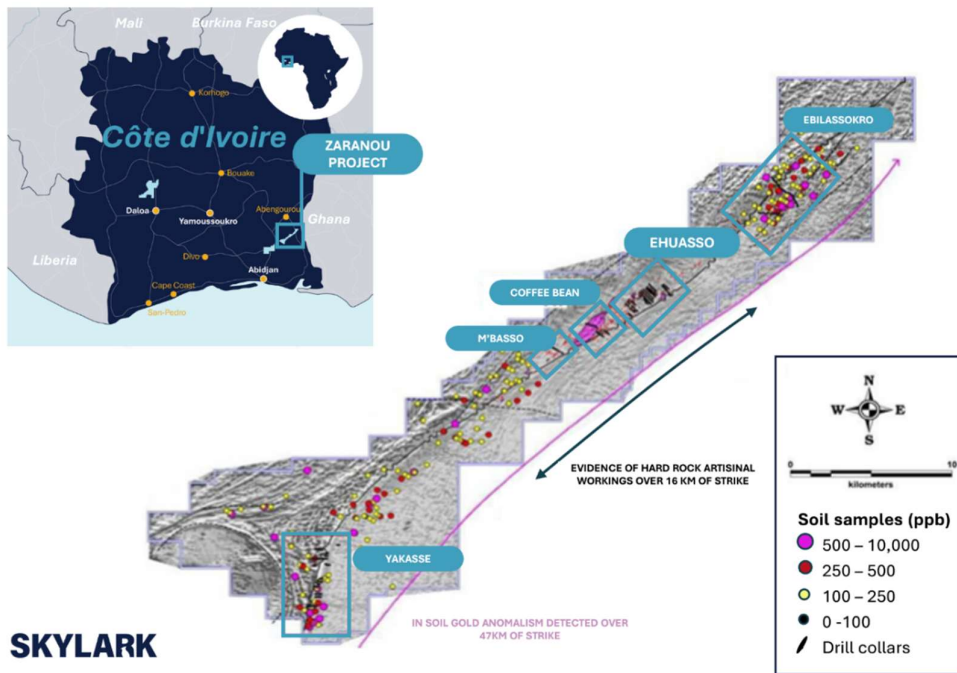 Mali
Burkina Faso
Korhogo
Côte d'Ivoire
ZARANOU
PROJECT
Bouake
Daloa
Yamoussoukro
Abengourou
Ghana
Liberia
Divo
Abidjan
Cape Coast
San-Pedro
EBILASSOKRO
EHUASSO
COFFEE BEAN
M'BASSO
EVIDENCE OF HARD ROCK ARTISINAL
WORKINGS OVER 16 KM OF STRIKE
YAKASSE
IN SOIL GOLD ANOMALISM DETECTED OVER
47KM OF STRIKE
N
W E
S
0 10
kilometers
Soil samples (ppb)
500 – 10,000
250 – 500
100 – 250
0 -100
Drill collars
SKYLARK